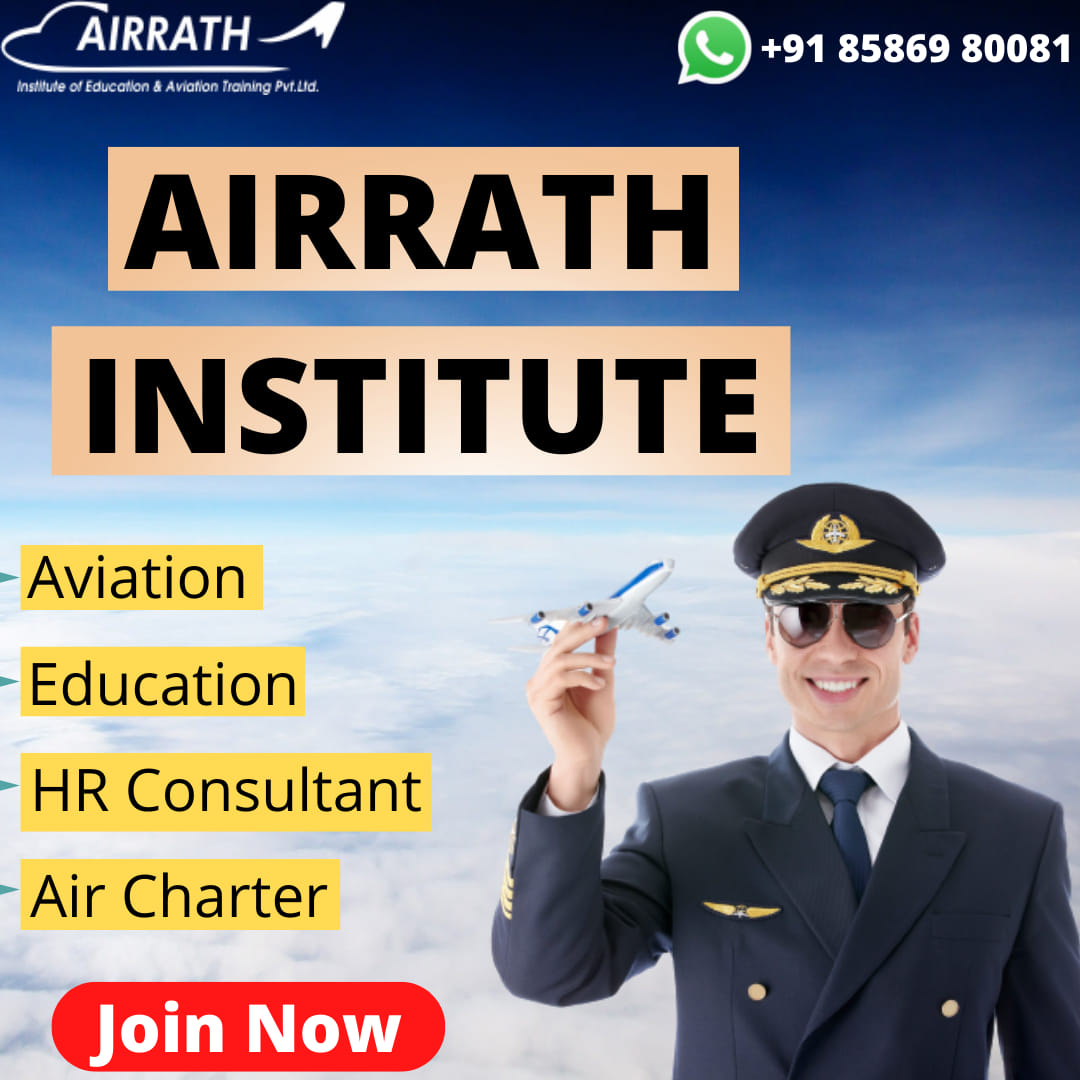 AIRRATH
Institute of Education & Aviation Training Pvt.Ltd.
+91 85869 80081
AIRRATH
INSTITUTE
Aviation
Education
HR Consultant
Air Charter
Join Now